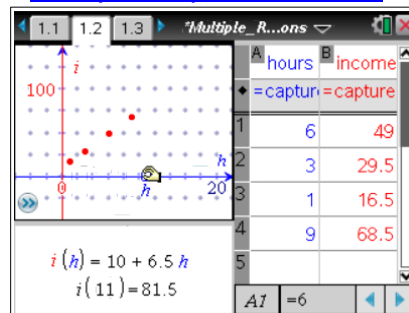 1.1 1.2 1.3 *Multiple_R...ons
A hours B income
=captur =capture
i
100
h
0
h
20
1 6 49
2 3 29.5
3 1 16.5
4 9 68.5
5
i(h)=10+6.5 h
i(11)=81.5
A1 =6